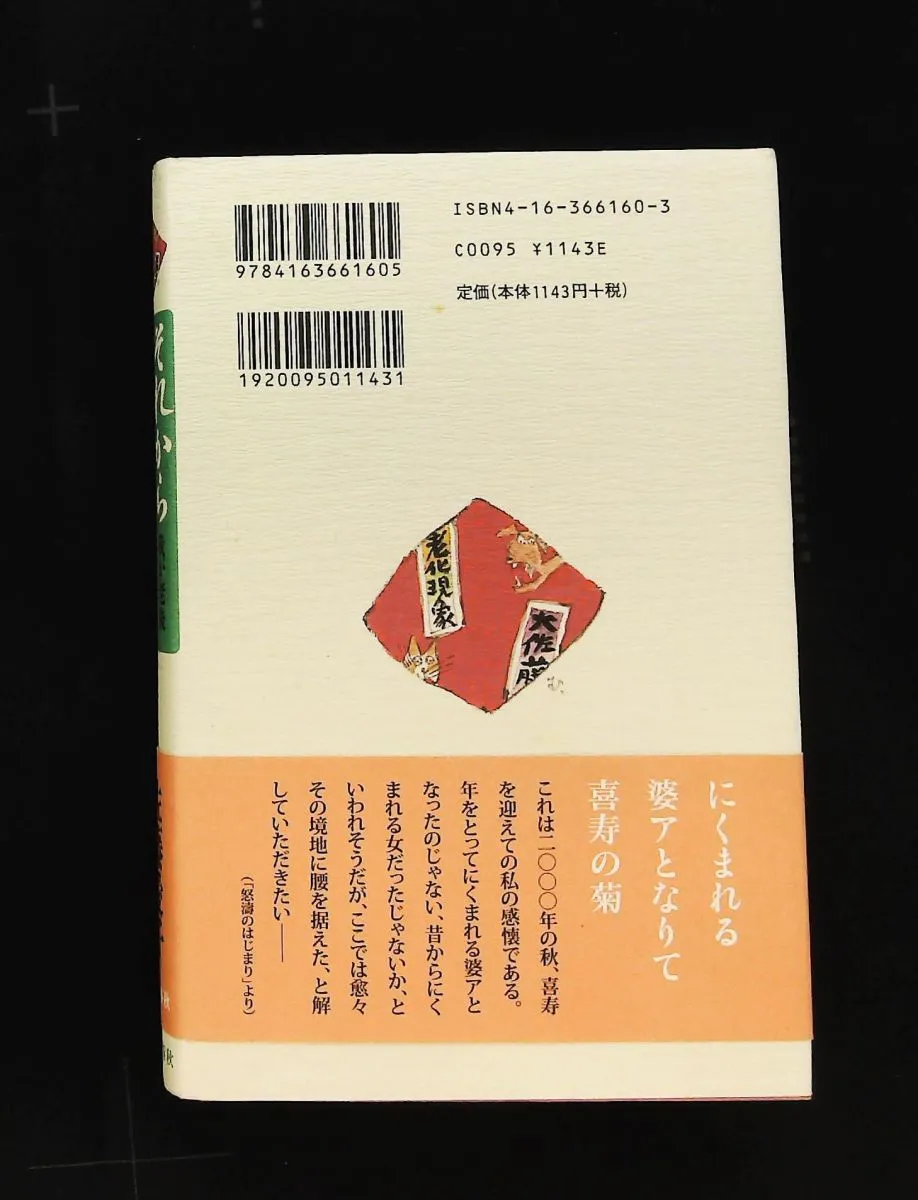 9784163661605
ISBN4-16-366160-3
C0095 ¥1143E
定価(本体1143円+税)
1920095011431
それから
老化現象
大佐藤
にくまれる
婆アとなりて
喜寿の菊
これは二〇〇〇年の秋、喜寿
を迎えての私の感懐である。
年をとってにくまれる婆アと
なったのじゃない、昔からにく
まれる女だったじゃないか、と
いわれそうだが、ここでは愈々
その境地に腰を据えた、と解
していただきたい――
(「怒濤のはじまり」より)